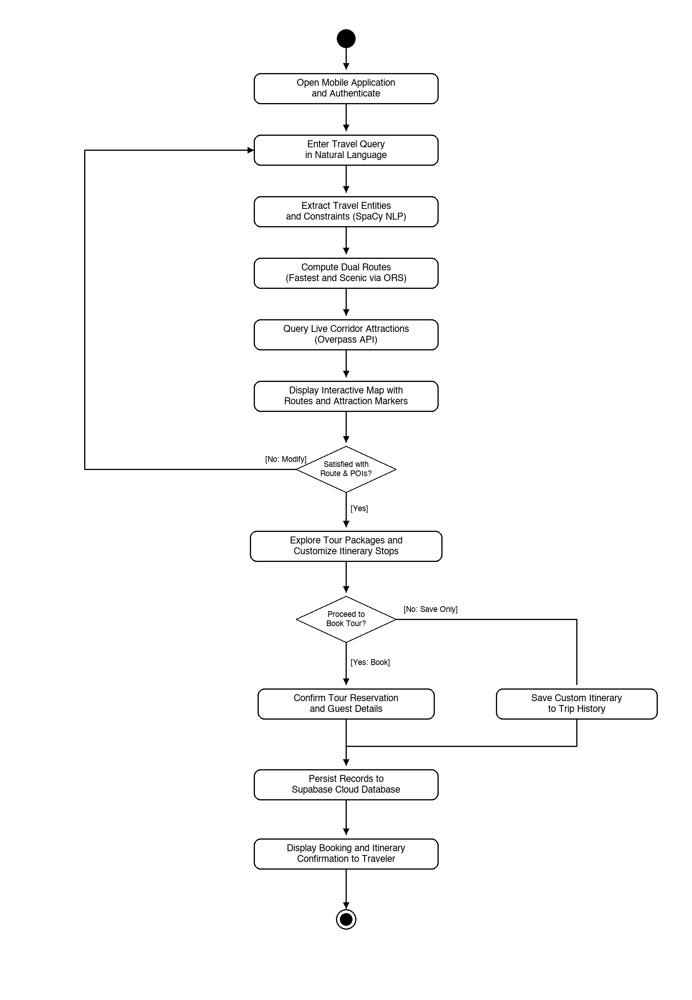 Open Mobile Application
and Authenticate
Enter Travel Query
in Natural Language
Extract Travel Entities
and Constraints (SpaCy NLP)
Compute Dual Routes
(Fastest and Scenic via ORS)
Query Live Corridor Attractions
(Overpass API)
Display Interactive Map with
Routes and Attraction Markers
[No: Modify]
Satisfied with
Route & POIs?
[Yes]
Explore Tour Packages and
Customize Itinerary Stops
Proceed to
Book Tour?
[No: Save Only]
[Yes: Book]
Confirm Tour Reservation
and Guest Details
Save Custom Itinerary
to Trip History
Persist Records to
Supabase Cloud Database
Display Booking and Itinerary
Confirmation to Traveler